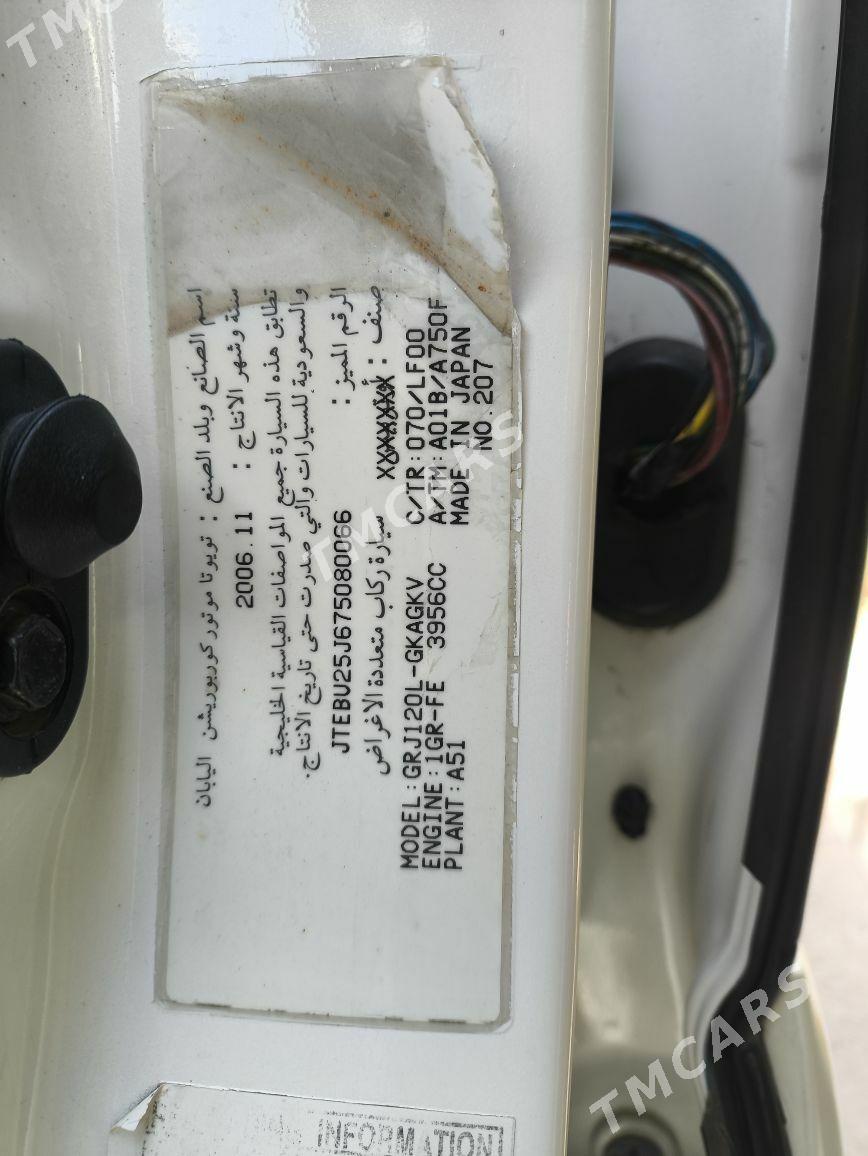 اسم الصانع وبلد الصنع : تويوتا موتور كوربوريشن اليابان
سنة وشهر الانتاج : 2006.11
تطابق هذه السيارة جميع المواصفات القياسية الخليجية
والسعودية للسيارات والتي صدرت حتى تاريخ الانتاج.
الرقم المميز : JTEBU25J675080066
صنف : سيارة ركاب متعددة الاغراض
MODEL:GRJ120L-GKAGKV C/TR:070/LF00
ENGINE:1GR-FE 3956CC A/TM:A01B/A750F
PLANT:A51 MADE IN JAPAN
NO.207
INFORMATION
TMCARS
TMCARS
TMCARS